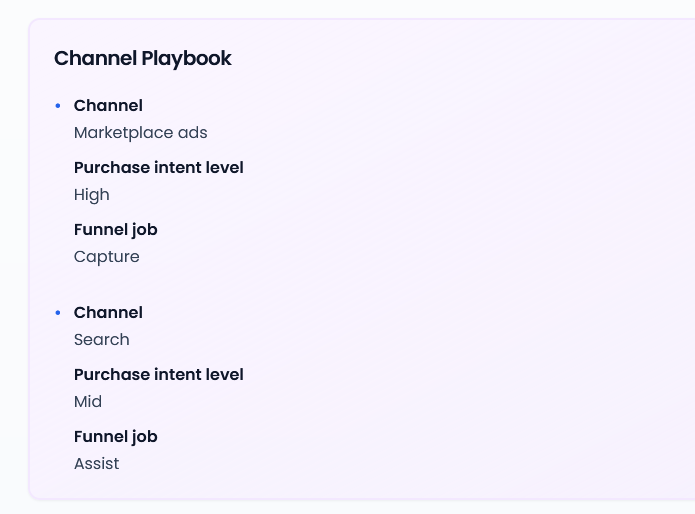 Channel Playbook
• Channel
Marketplace ads
Purchase intent level
High
Funnel job
Capture
• Channel
Search
Purchase intent level
Mid
Funnel job
Assist